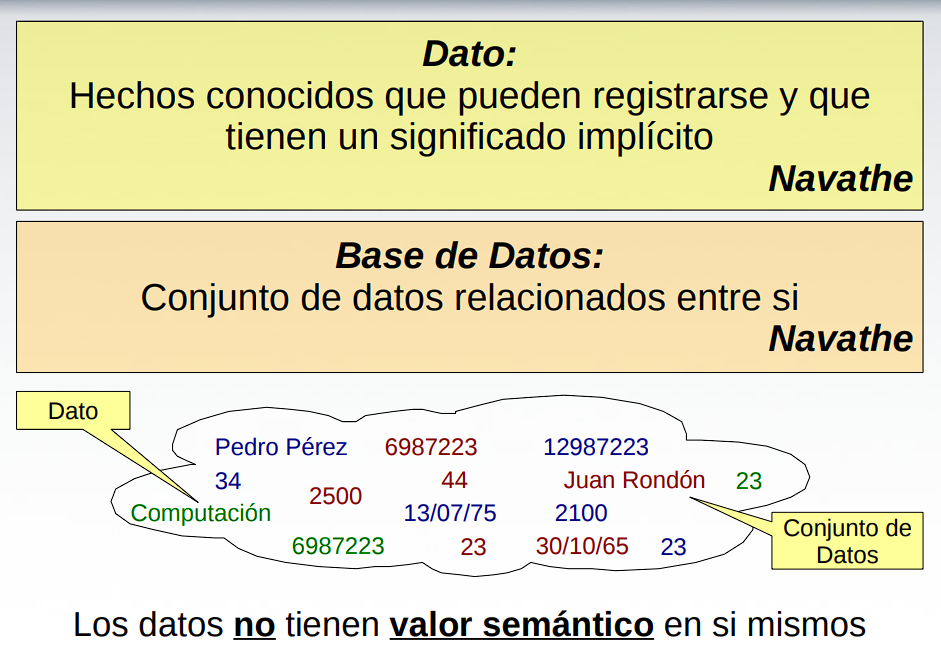 Dato:
Hechos conocidos que pueden registrarse y que
tienen un significado implícito
Navathe
Base de Datos:
Conjunto de datos relacionados entre si
Navathe
Dato
Pedro Pérez 6987223 12987223
34 2500 44 Juan Rondón 23
Computación 13/07/75 2100
6987223 23 30/10/65 23
Conjunto de
Datos
Los datos no tienen valor semántico en si mismos